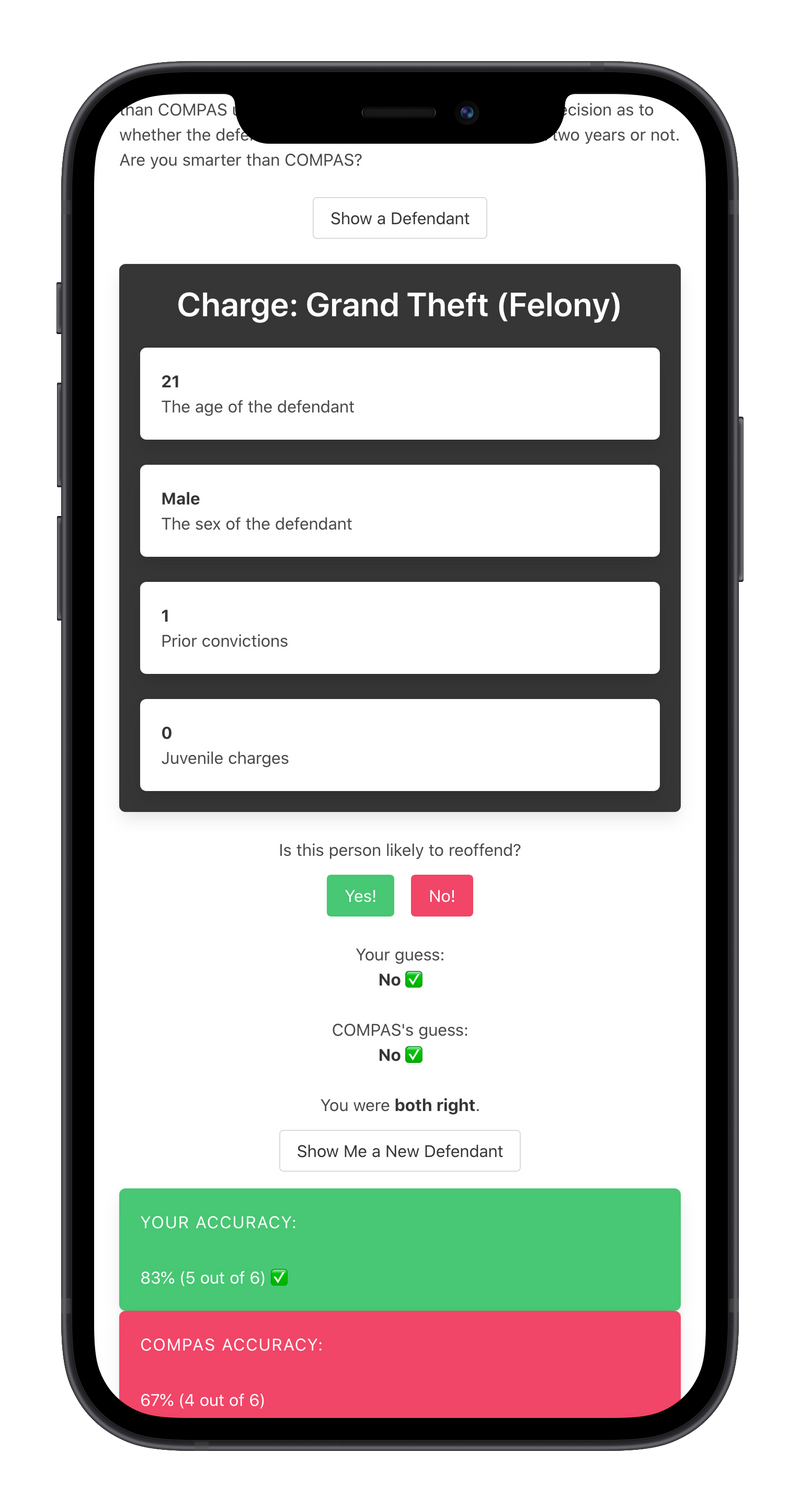 than COMPAS
ecision as to
whether the defe
two years or not.
Are you smarter than COMPAS?
Show a Defendant
Charge: Grand Theft (Felony)
21
The age of the defendant
Male
The sex of the defendant
1
Prior convictions
0
Juvenile charges
Is this person likely to reoffend?
Yes! No!
Your guess:
No ✅
COMPAS's guess:
No ✅
You were both right.
Show Me a New Defendant
YOUR ACCURACY:
83% (5 out of 6) ✅
COMPAS ACCURACY:
67% (4 out of 6)